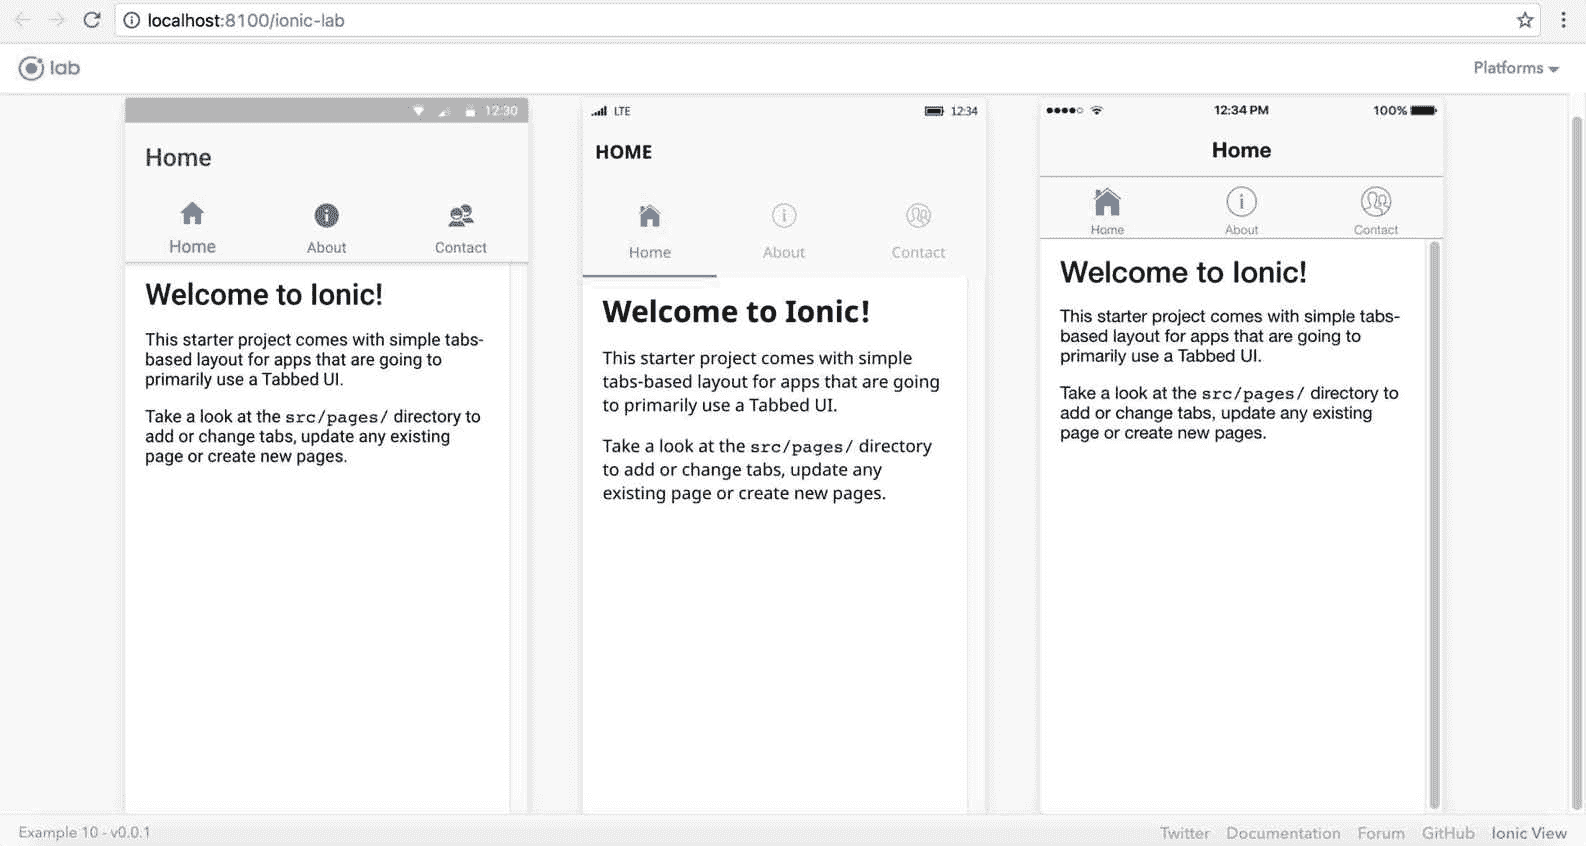 localhost:8100/ionic-lab
lab
Platforms
12:30
Home
Home About Contact
Welcome to Ionic!
This starter project comes with simple tabs-
based layout for apps that are going to
primarily use a Tabbed UI.
Take a look at the src/pages/ directory to
add or change tabs, update any existing
page or create new pages.
LTE 12:34
HOME
Home About Contact
Welcome to Ionic!
This starter project comes with simple
tabs-based layout for apps that are going
to primarily use a Tabbed UI.
Take a look at the src/pages/ directory
to add or change tabs, update any
existing page or create new pages.
12:34 PM 100%
Home
Home About Contact
Welcome to Ionic!
This starter project comes with simple tabs-
based layout for apps that are going to
primarily use a Tabbed UI.
Take a look at the src/pages/ directory to
add or change tabs, update any existing
page or create new pages.
Example 10 - v0.0.1
Twitter Documentation Forum GitHub Ionic View